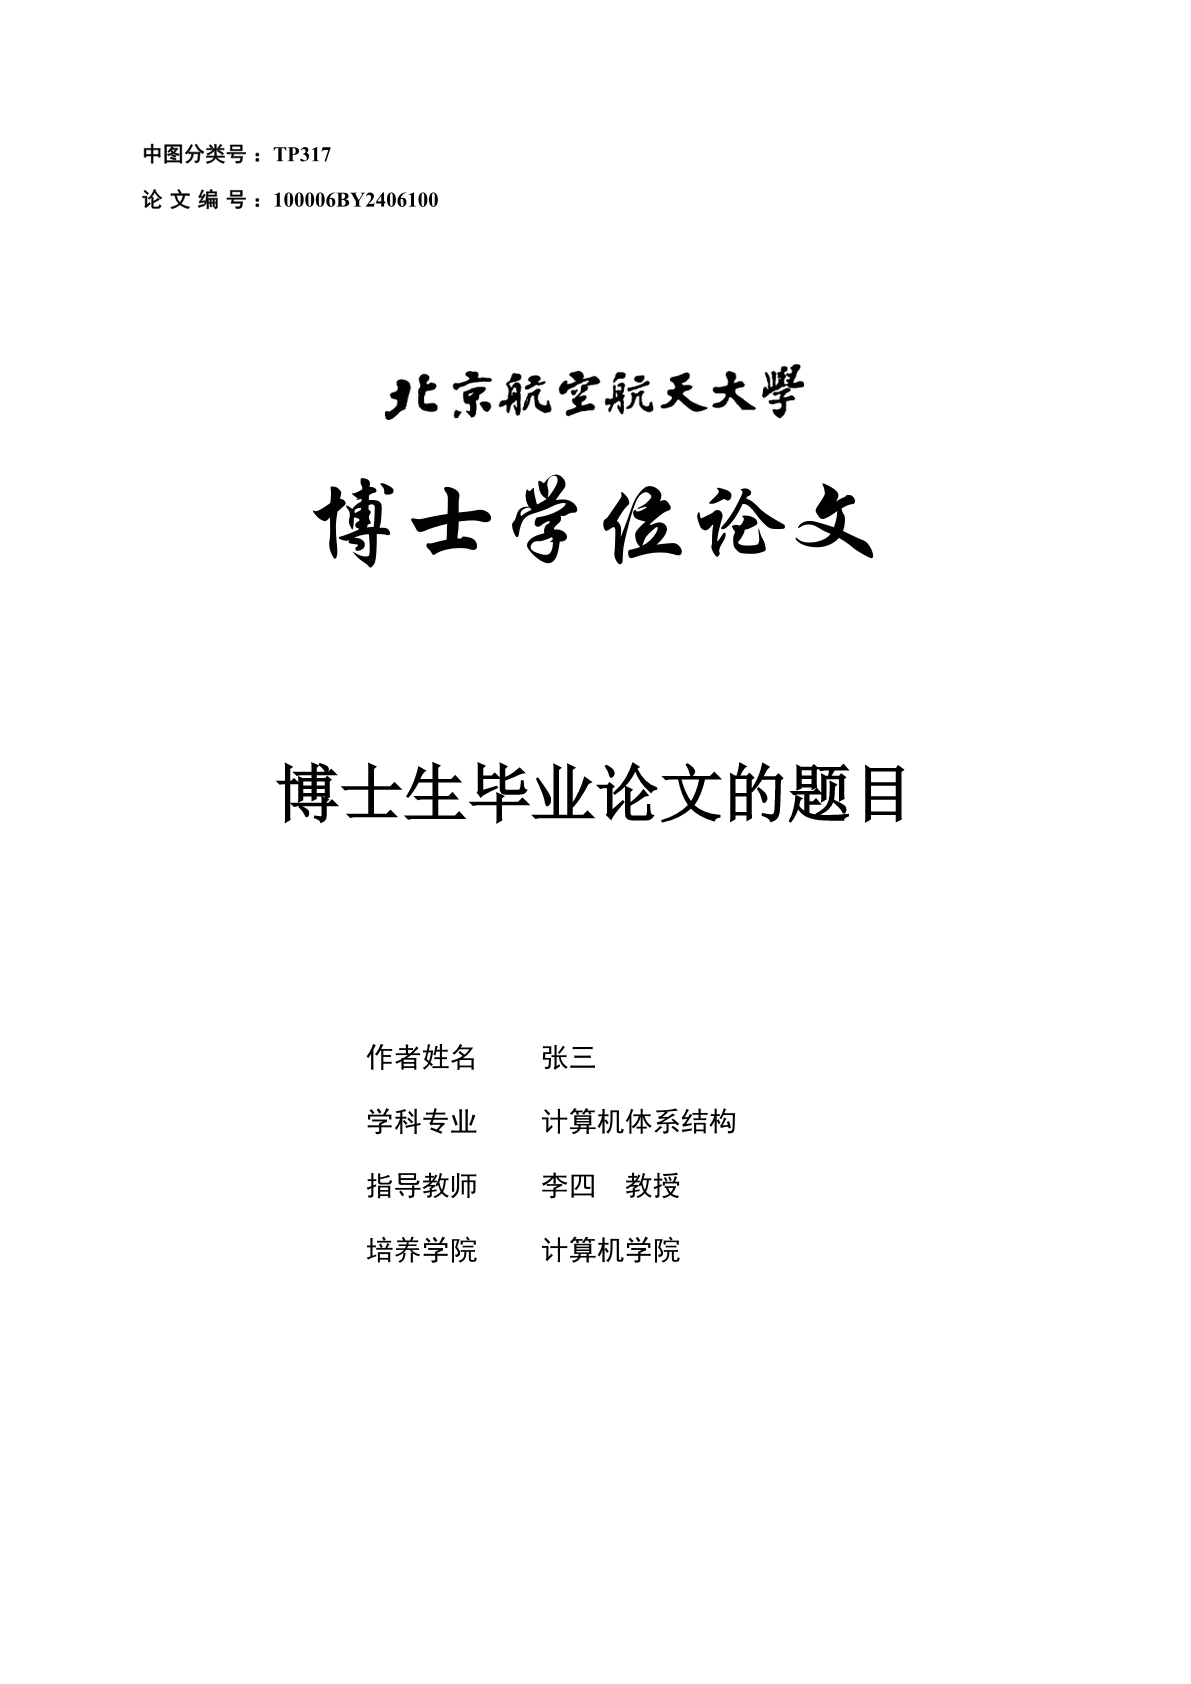 中图分类号：TP317
论文编号：100006BY2406100
北京航空航天大學
博士学位论文
博士生毕业论文的题目
作者姓名 张三
学科专业 计算机体系结构
指导教师 李四 教授
培养学院 计算机学院